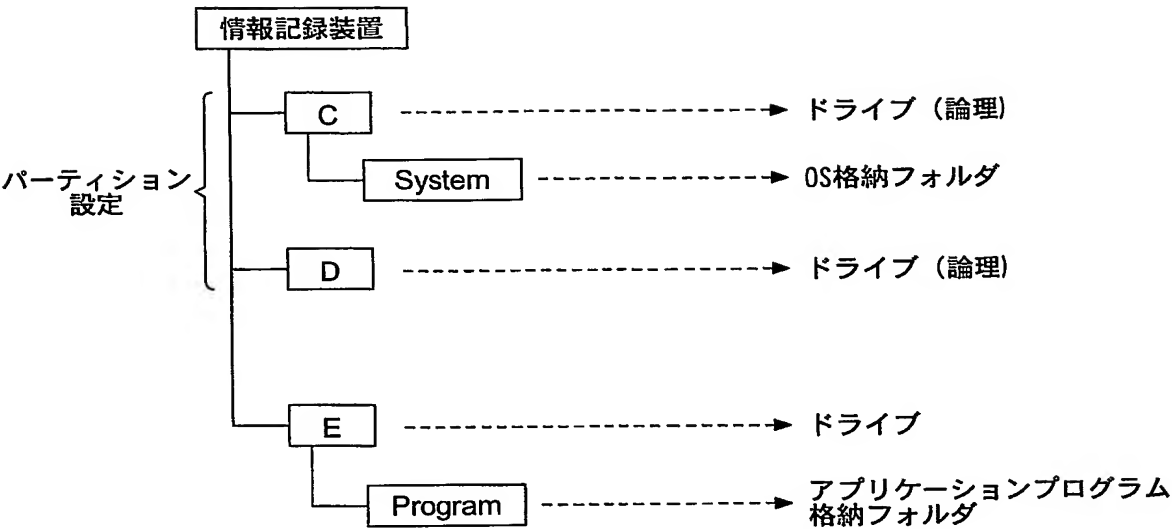 情報記録装置
C
ドライブ（論理）
パーティション
設定
System
OS格納フォルダ
D
ドライブ（論理）
E
ドライブ
Program
アプリケーションプログラム
格納フォルダ